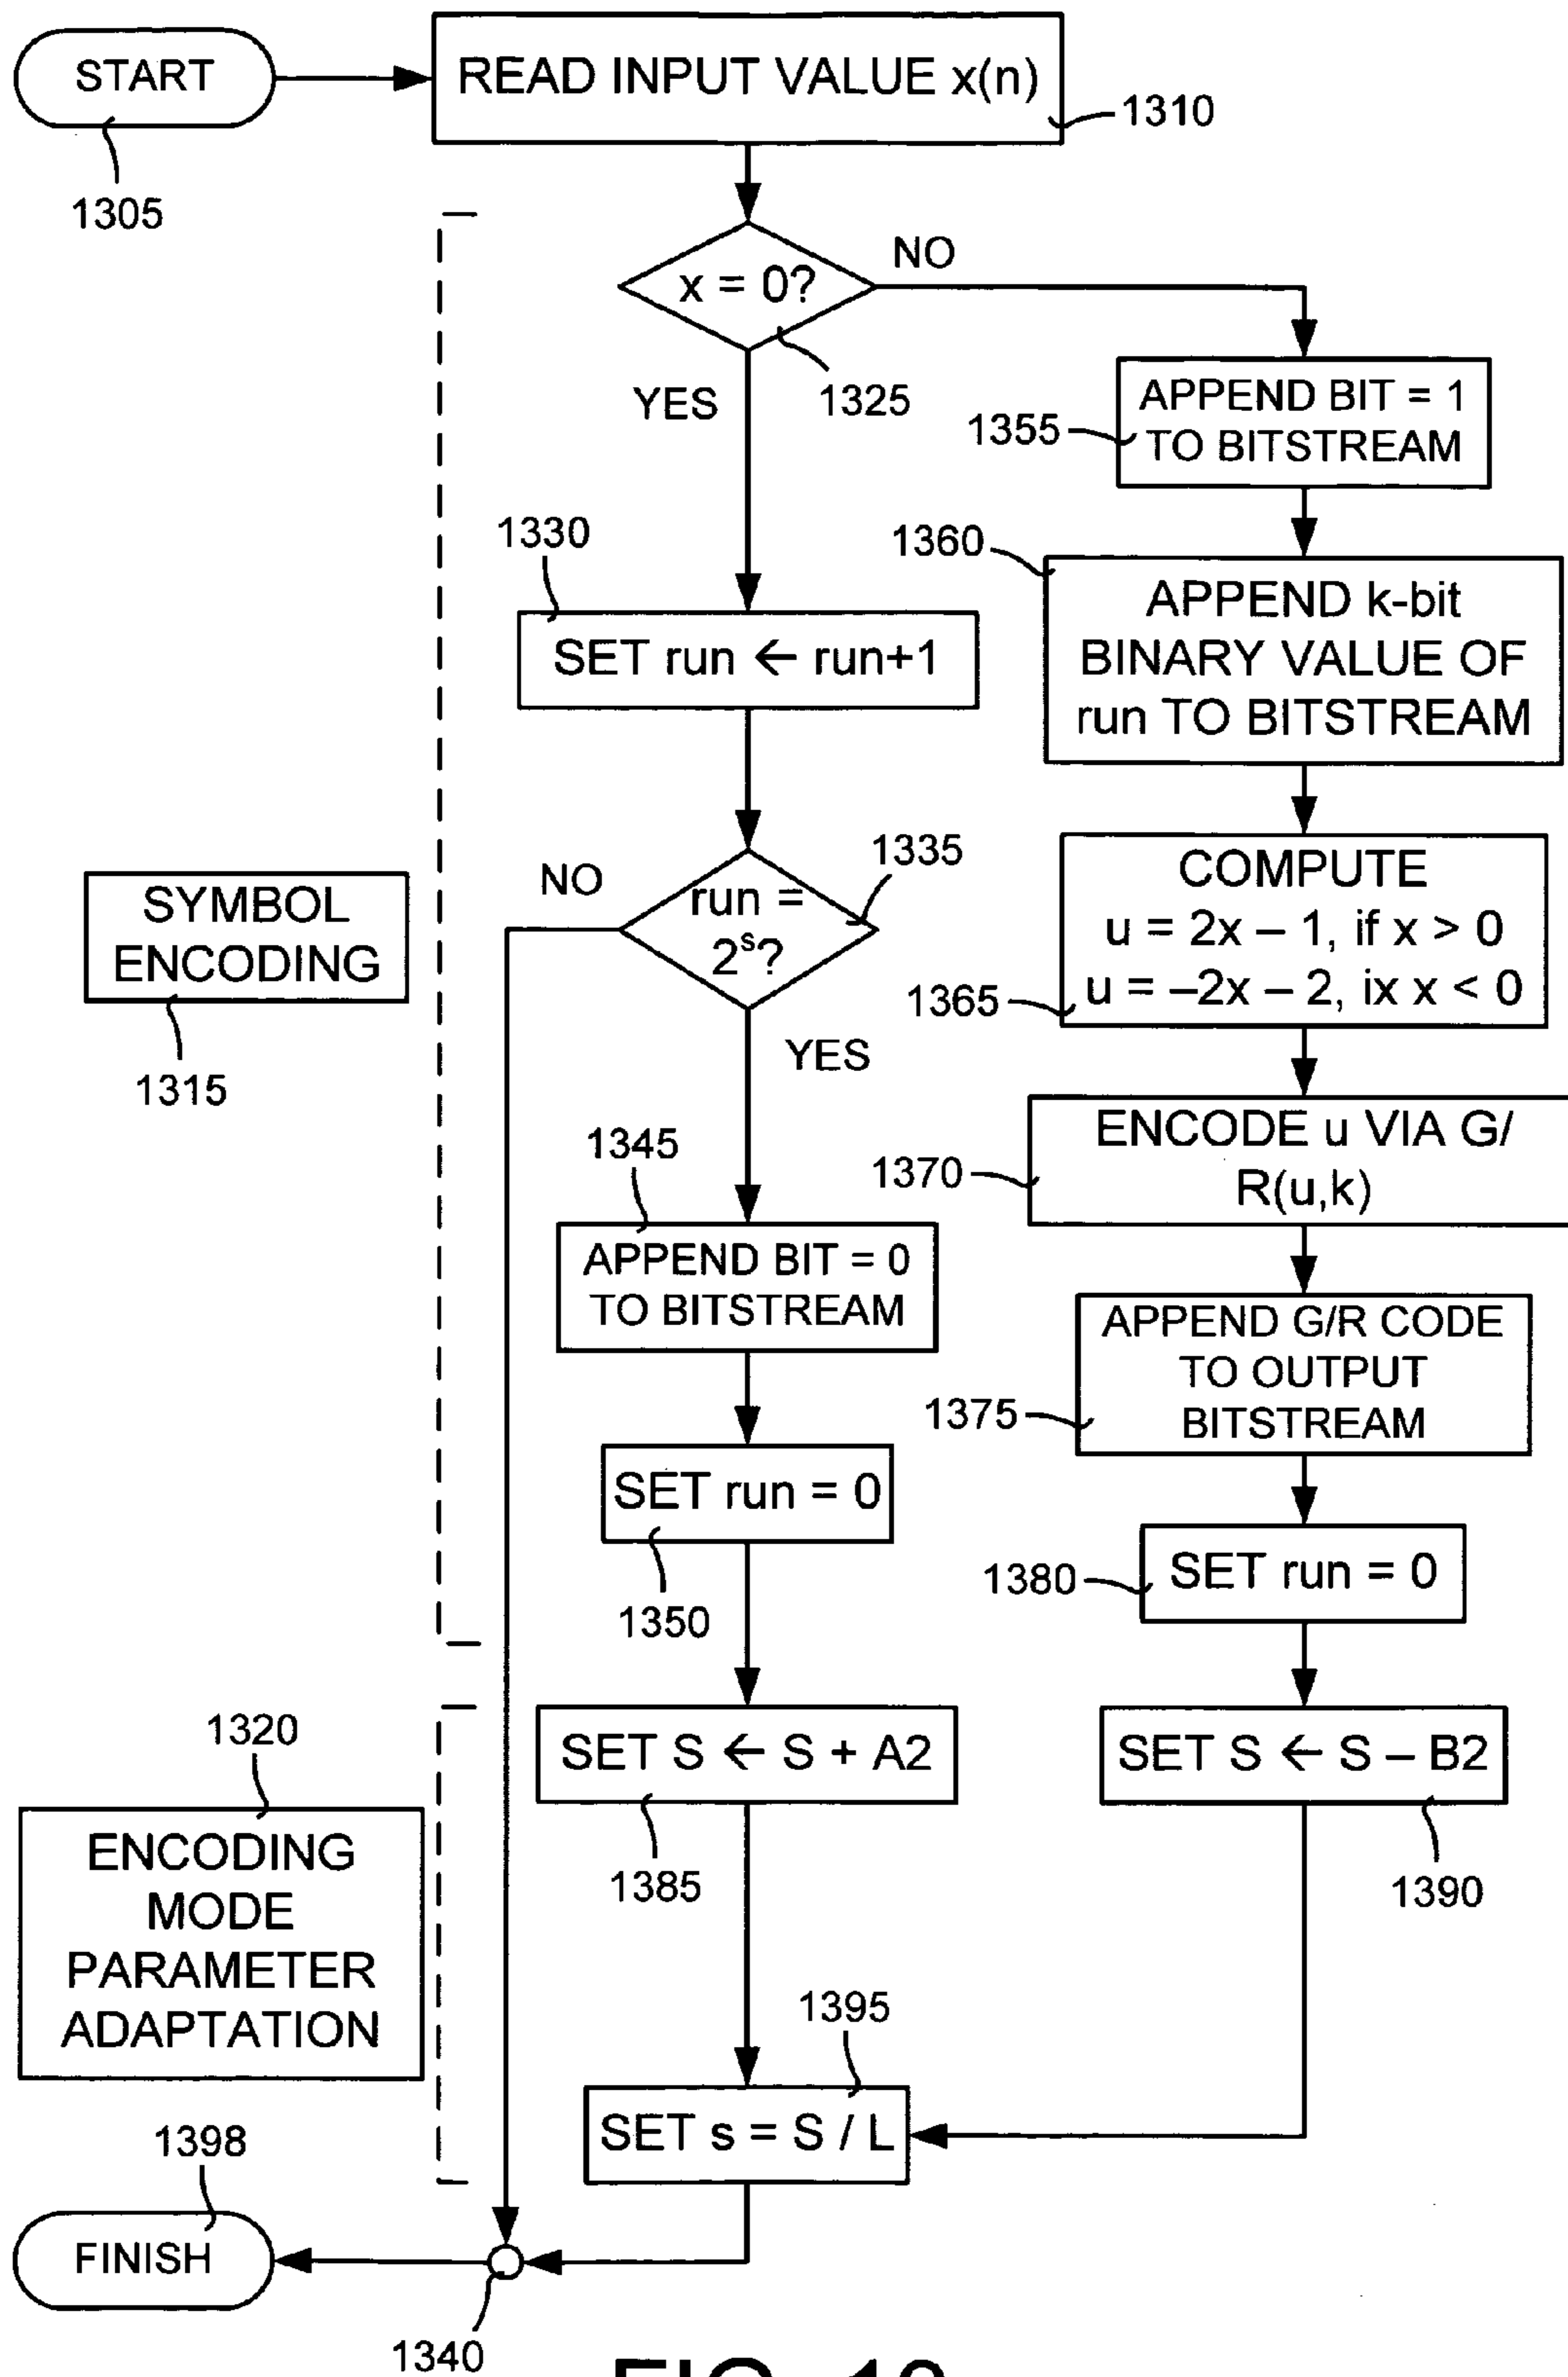 START
READ INPUT VALUE x(n)
1310
1305
x = 0?
NO
1325
YES
APPEND BIT = 1
TO BITSTREAM
1355
1330
SET run ← run+1
1360
APPEND k-bit
BINARY VALUE OF
run TO BITSTREAM
1335
NO
run =
2ˢ?
YES
SYMBOL
ENCODING
1315
COMPUTE
u = 2x – 1, if x > 0
u = –2x – 2, ix x < 0
1365
1345
APPEND BIT = 0
TO BITSTREAM
ENCODE u VIA G/
R(u,k)
1370
APPEND G/R CODE
TO OUTPUT
BITSTREAM
1375
SET run = 0
1350
SET run = 0
1380
SET S ← S + A2
1385
SET S ← S – B2
1390
1320
ENCODING
MODE
PARAMETER
ADAPTATION
1395
SET s = S / L
1398
FINISH
1340